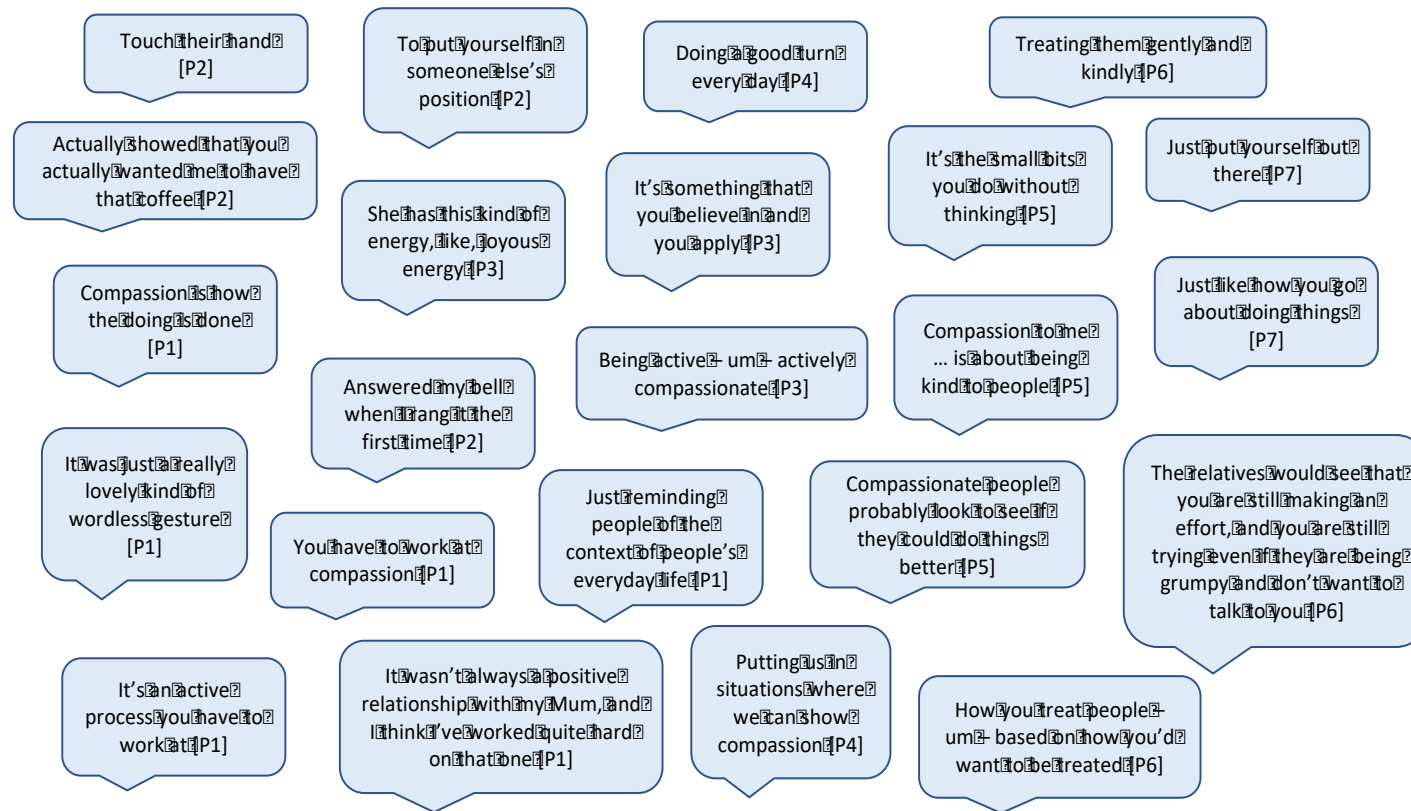 Touch their hand
[P2]
To put yourself in
someone else's
position [P2]
Doing a good turn
every day [P4]
Treating them gently and
kindly [P6]
Actually showed that you
actually wanted me to have
that coffee [P2]
She has this kind of
energy, like, joyous
energy [P3]
It's something that
you believe in and
you apply [P3]
It's the small bits
you do without
thinking [P5]
Just put yourself out
there [P7]
Compassion is how
the doing is done
[P1]
Answered my bell
when I rang it the
first time [P2]
Being active – um – actively
compassionate [P3]
Compassion to me
... is about being
kind to people [P5]
Just like how you go
about doing things
[P7]
It was just a really
lovely kind of
wordless gesture
[P1]
You have to work at
compassion [P1]
Just reminding
people of the
context of people's
everyday life [P1]
Compassionate people
probably look to see if
they could do things
better [P5]
The relatives would see that
you are still making an
effort, and you are still
trying even if they are being
grumpy and don't want to
talk to you [P6]
It's an active
process you have to
work at [P1]
It wasn't always a positive
relationship with my Mum, and
I think I've worked quite hard
on that one [P1]
Putting us in
situations where
we can show
compassion [P4]
How you treat people –
um – based on how you'd
want to be treated [P6]